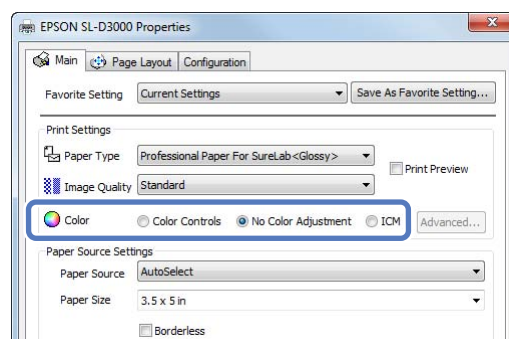 EPSON SL-D3000 Properties
Main Page Layout Configuration
Favorite Setting Current Settings Save As Favorite Setting...
Print Settings
Paper Type Professional Paper For SureLab<Glossy>
Print Preview
Image Quality Standard
Color Color Controls No Color Adjustment ICM Advanced...
Paper Source Settings
Paper Source AutoSelect
Paper Size 3.5 x 5 in
Borderless